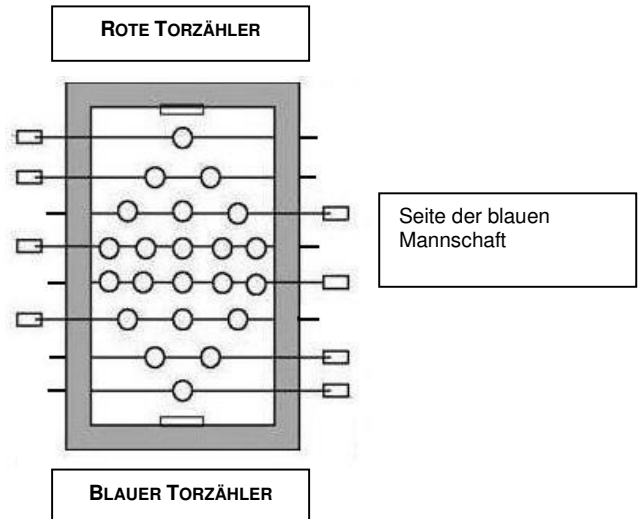 ROTE TORZÄHLER
Seite der blauen
Mannschaft
BLAUER TORZÄHLER